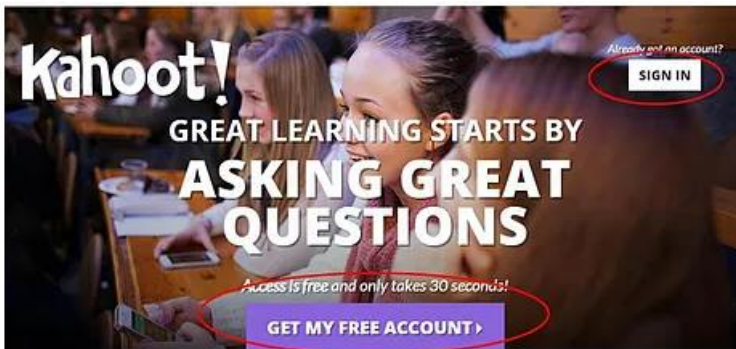 Kahoot!
Already got an account?
SIGN IN
GREAT LEARNING STARTS BY
ASKING GREAT
QUESTIONS
Access is free and only takes 30 seconds!
GET MY FREE ACCOUNT ›